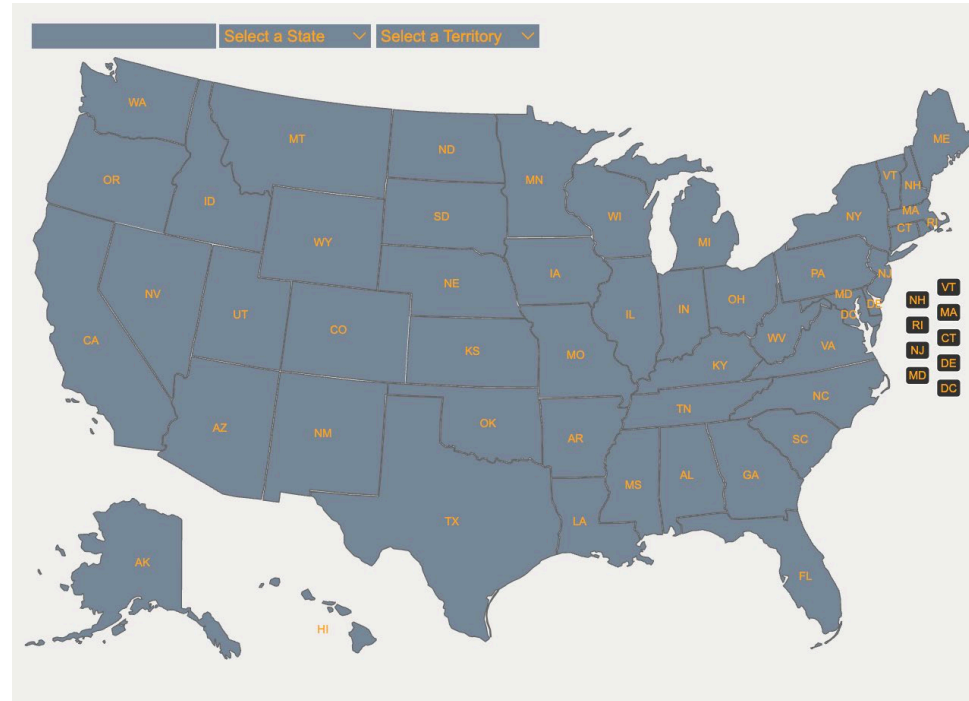 Select a State
Select a Territory
WA
MT
ND
ME
MN
VT
NH
OR
ID
SD
WI
NY
MA
RI
CT
WY
MI
IA
PA
NE
NJ
NV
OH
MD
DE
UT
IL
IN
DC
CO
WV
CA
VA
KS
MO
KY
NC
TN
AZ
NM
OK
AR
SC
MS
AL
GA
TX
LA
AK
FL
HI
VT
NH
MA
RI
CT
NJ
DE
MD
DC